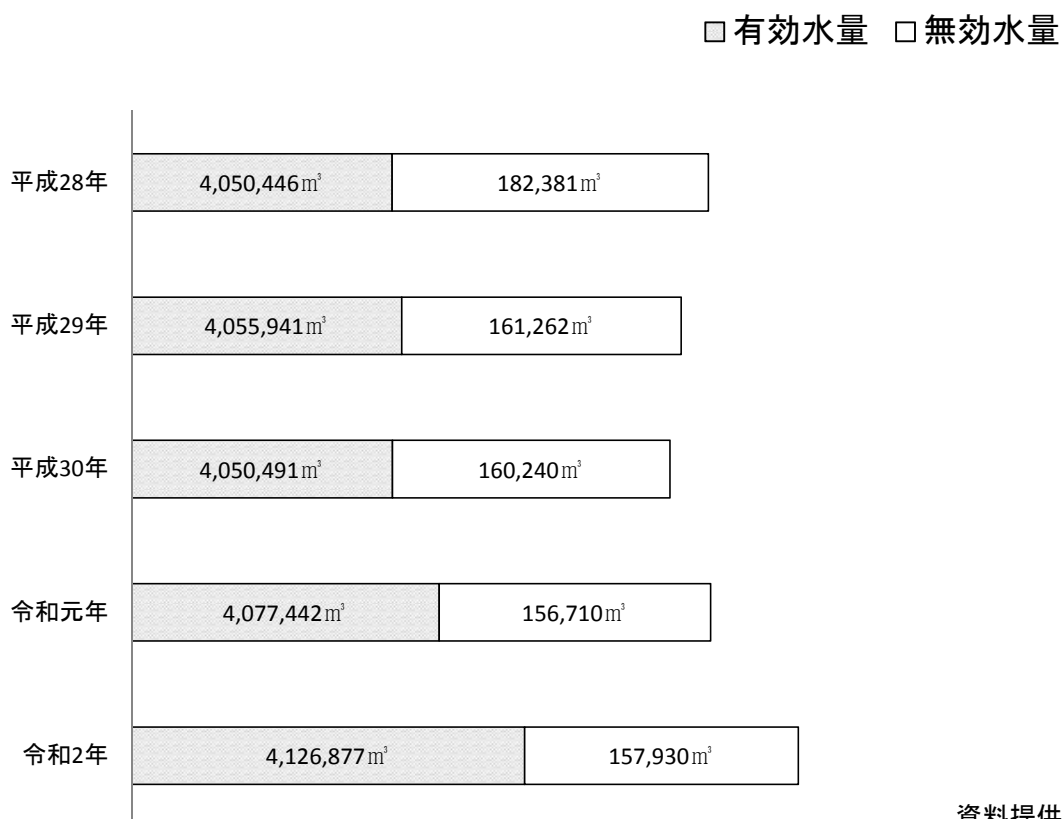 有効水量 無効水量
平成28年 4,050,446㎥ 182,381㎥
平成29年 4,055,941㎥ 161,262㎥
平成30年 4,050,491㎥ 160,240㎥
令和元年 4,077,442㎥ 156,710㎥
令和2年 4,126,877㎥ 157,930㎥
資料提供